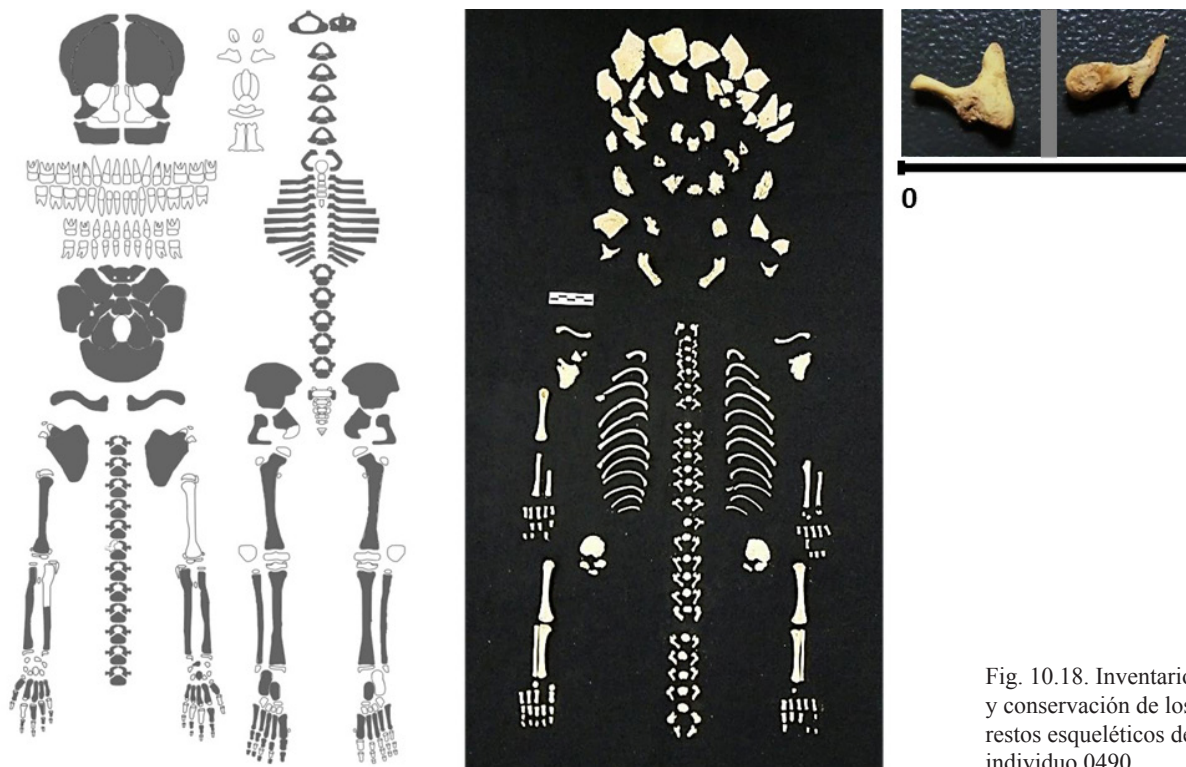 0
Fig. 10.18. Inventario
y conservación de los
restos esqueléticos de
individuo 0490